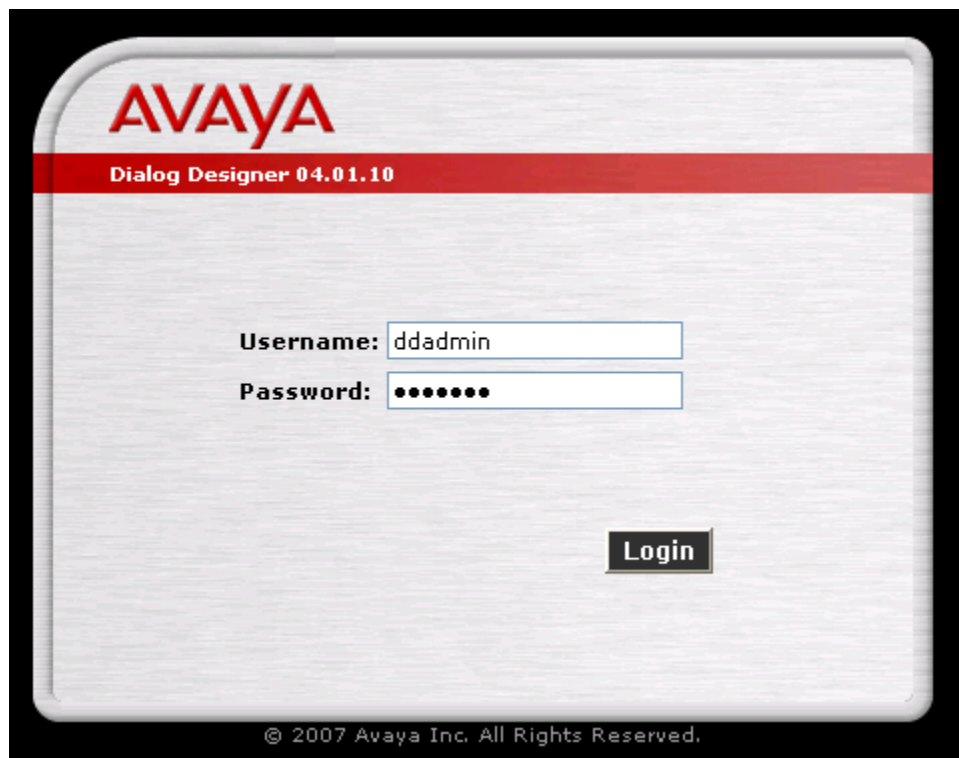 AVAYA
Dialog Designer 04.01.10
Username: ddadmin
Password: •••••••
Login
© 2007 Avaya Inc. All Rights Reserved.